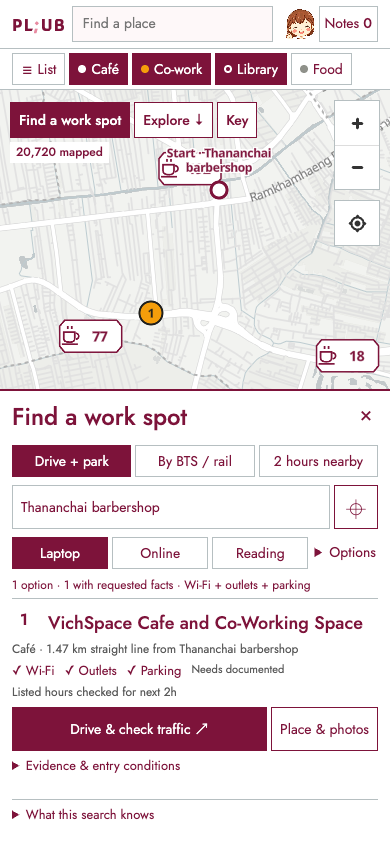 PL;UB
Find a place
Notes 0
≡ List
Café
Co-work
Library
Food
Find a work spot
Explore ↓
Key
20,720 mapped
+
−
Start · Thananchai
barbershop
Ramkhamhaeng
1
77
18
Find a work spot
×
Drive + park
By BTS / rail
2 hours nearby
Thananchai barbershop
Laptop
Online
Reading
▶ Options
1 option · 1 with requested facts · Wi-Fi + outlets + parking
1 VichSpace Cafe and Co-Working Space
Café · 1.47 km straight line from Thananchai barbershop
✓ Wi-Fi ✓ Outlets ✓ Parking Needs documented
Listed hours checked for next 2h
Drive & check traffic ↗
Place & photos
▶ Evidence & entry conditions
▶ What this search knows